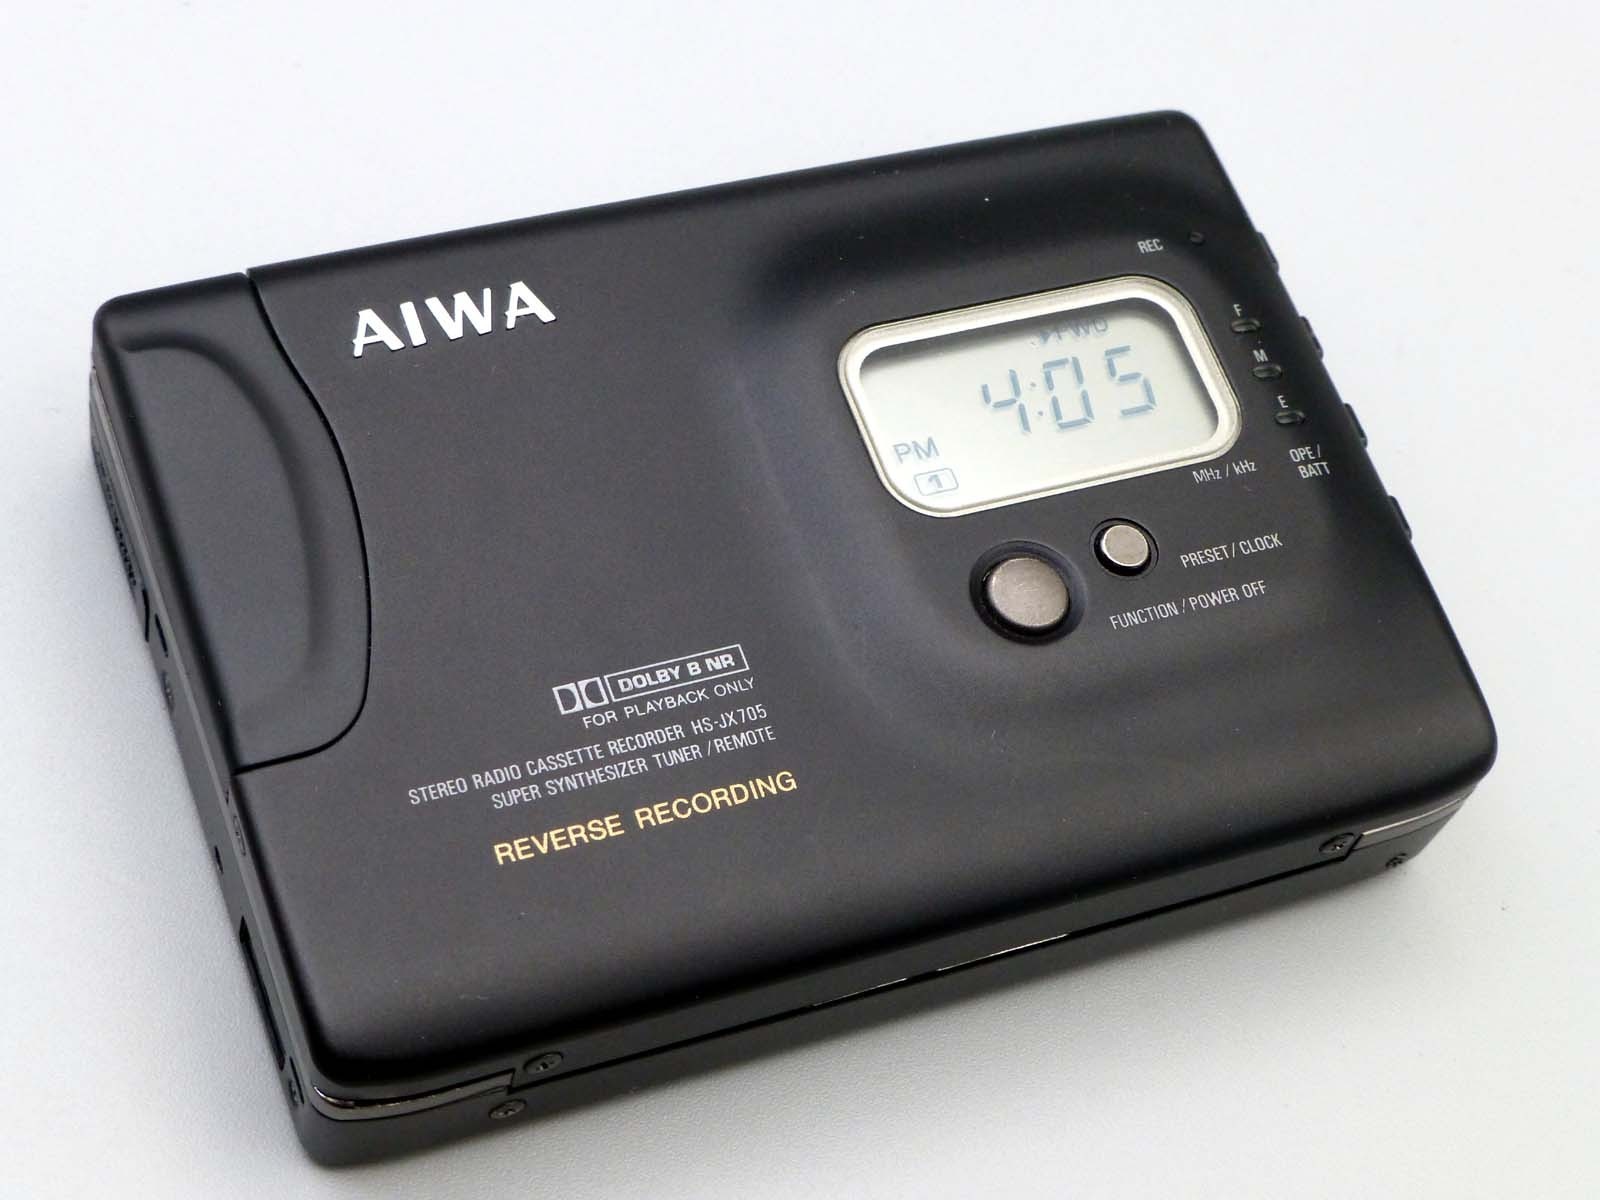 AIWA
REC
FWD
4:05
PM
1
F
M
E
OPE/
BATT
MHz / kHz
PRESET / CLOCK
FUNCTION / POWER OFF
DOLBY B NR
FOR PLAYBACK ONLY
STEREO RADIO CASSETTE RECORDER HS-JX705
SUPER SYNTHESIZER TUNER / REMOTE
REVERSE RECORDING